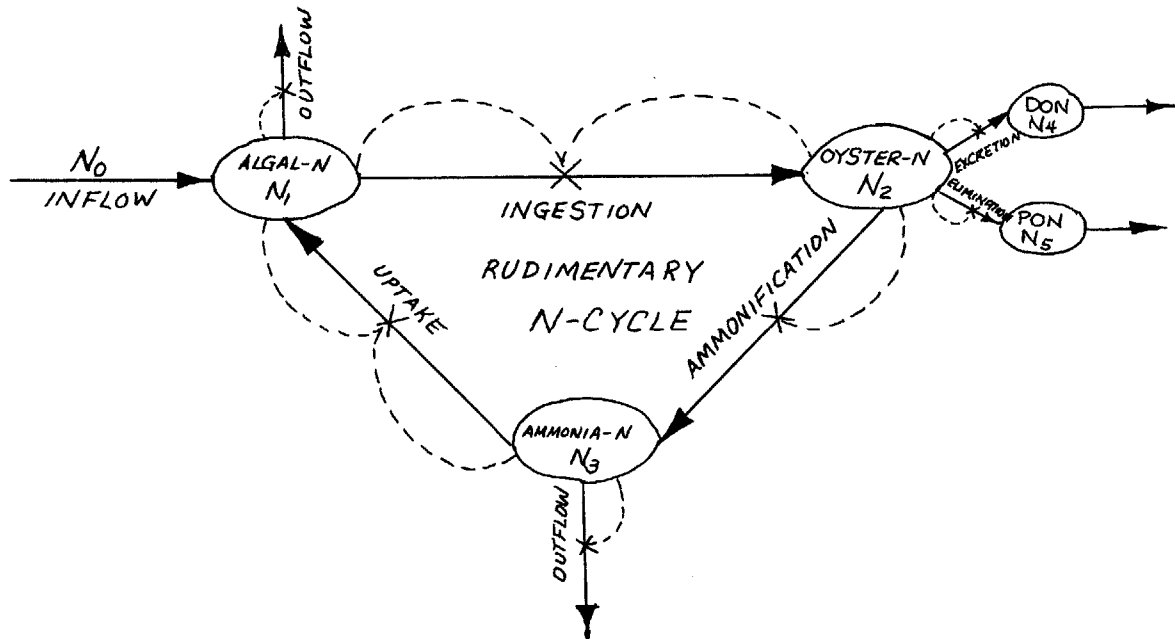 OUTFLOW
N0
INFLOW
ALGAL-N
N1
INGESTION
OYSTER-N
N2
EXCRETION
DON
N4
ELIMINATION
PON
N5
UPTAKE
RUDIMENTARY
N-CYCLE
AMMONIFICATION
AMMONIA-N
N3
OUTFLOW